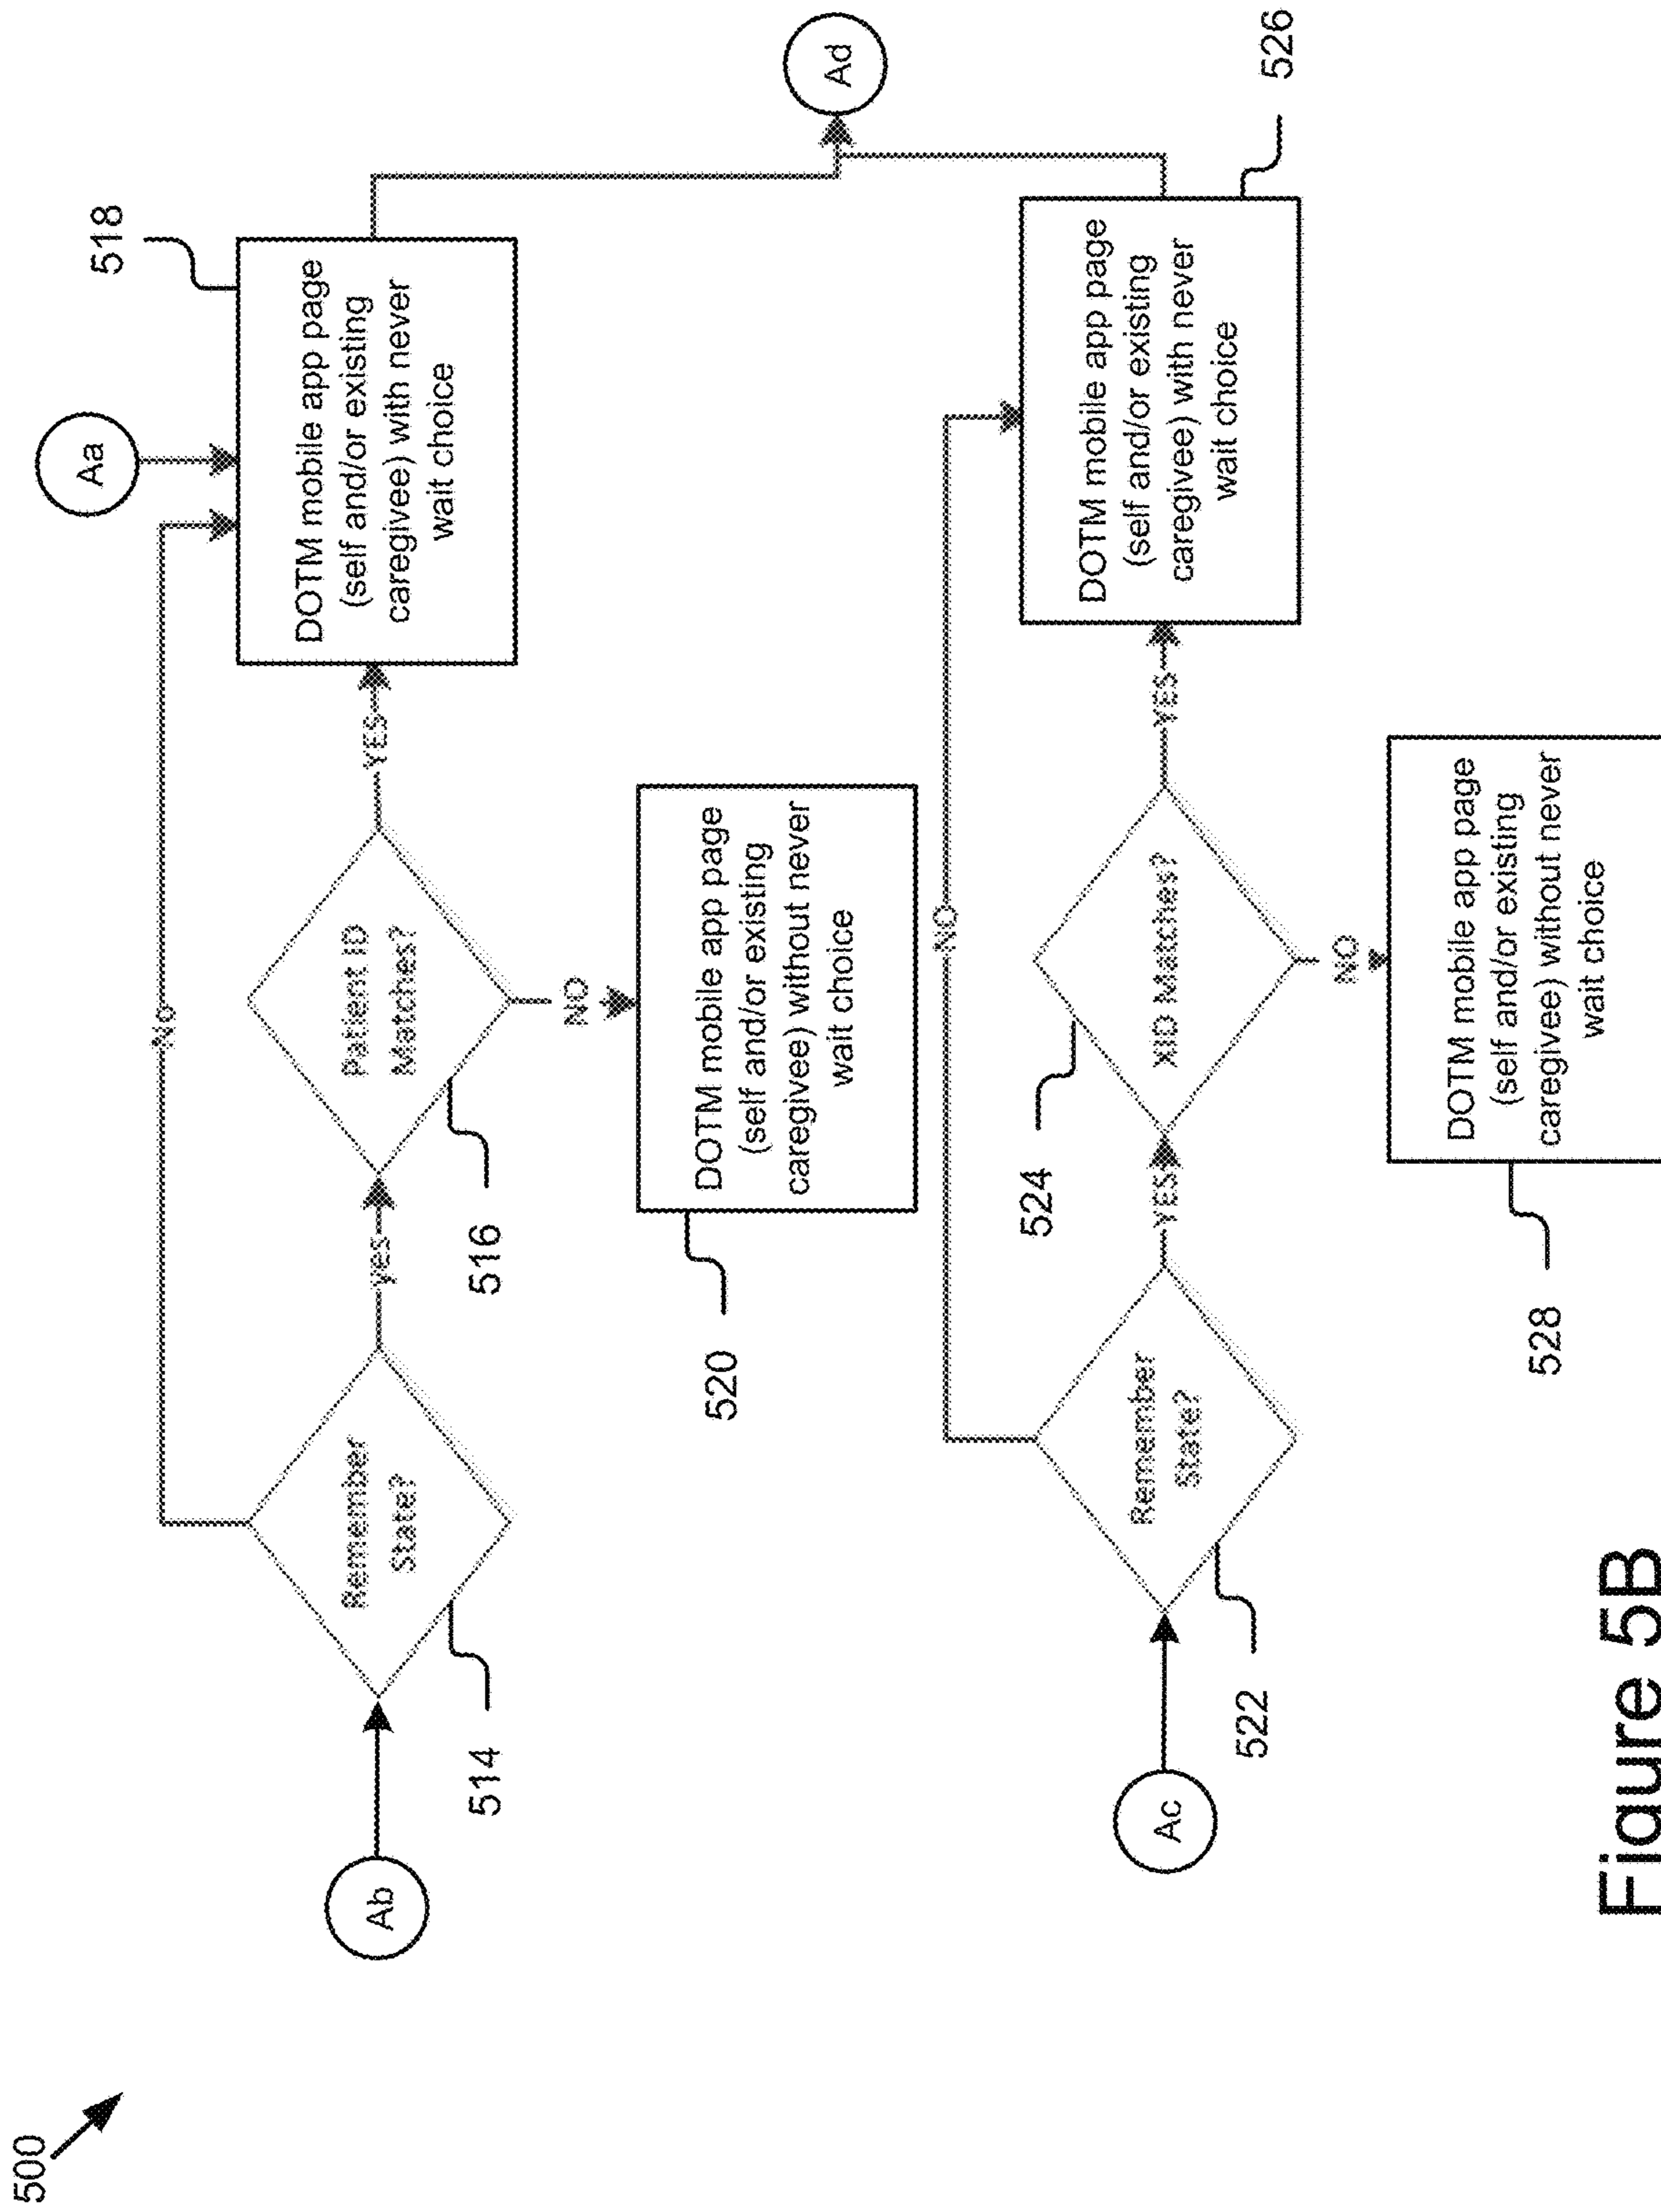 500
Ab
514
Remember
State?
No
yes
516
Patient ID
Matches?
YES
NO
Aa
518
DOTM mobile app page
(self and/or existing
caregivee) with never
wait choice
520
DOTM mobile app page
(self and/or existing
caregivee) without never
wait choice
Ad
Ac
522
Remember
State?
NO
YES
524
XID Matches?
YES
NO
526
DOTM mobile app page
(self and/or existing
caregivee) with never
wait choice
528
DOTM mobile app page
(self and/or existing
caregivee) without never
wait choice
Figure 5B